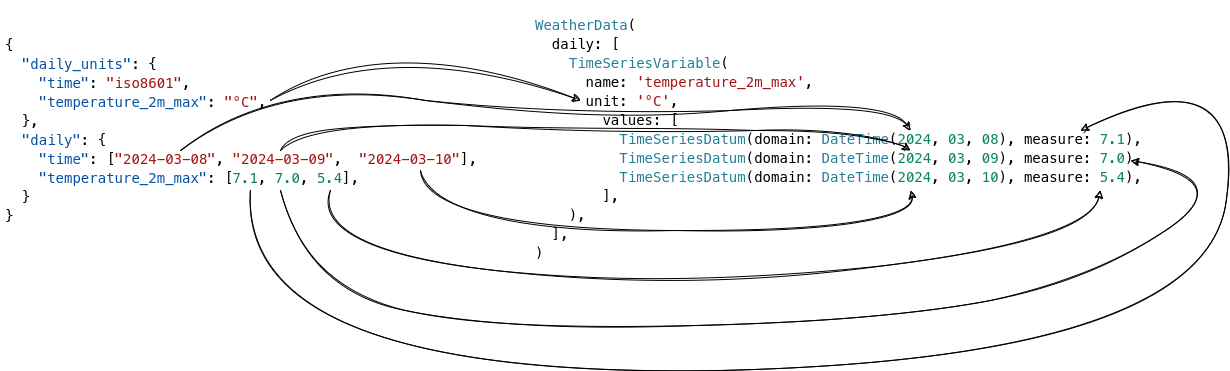 {
  "daily_units": {
    "time": "iso8601",
    "temperature_2m_max": "°C",
  },
  "daily": {
    "time": ["2024-03-08", "2024-03-09",  "2024-03-10"],
    "temperature_2m_max": [7.1, 7.0, 5.4],
  }
}
WeatherData(
  daily: [
    TimeSeriesVariable(
      name: 'temperature_2m_max',
      unit: '°C',
        values: [
          TimeSeriesDatum(domain: DateTime(2024, 03, 08), measure: 7.1),
          TimeSeriesDatum(domain: DateTime(2024, 03, 09), measure: 7.0),
          TimeSeriesDatum(domain: DateTime(2024, 03, 10), measure: 5.4),
        ],
    ),
  ],
)